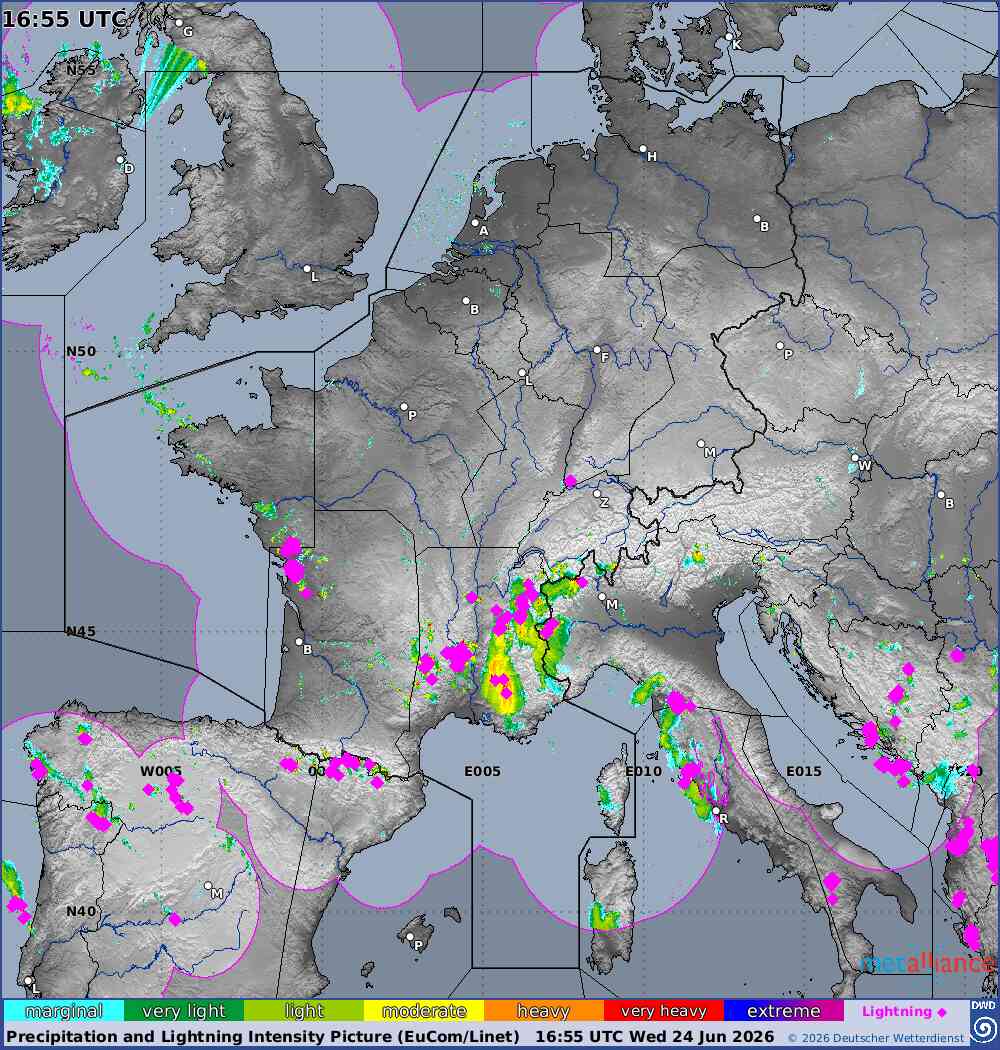 16:55 UTC
G
K
N55
H
D
A
B
L
B
N50
F
P
L
P
M
W
Z
B
M
N45
B
W005
00
E005
E010
E015
20
R
M
N40
P
L
metalliance
marginal very light light moderate heavy very heavy extreme Lightning
DWD
Precipitation and Lightning Intensity Picture (EuCom/Linet) 16:55 UTC Wed 24 Jun 2026 © 2026 Deutscher Wetterdienst